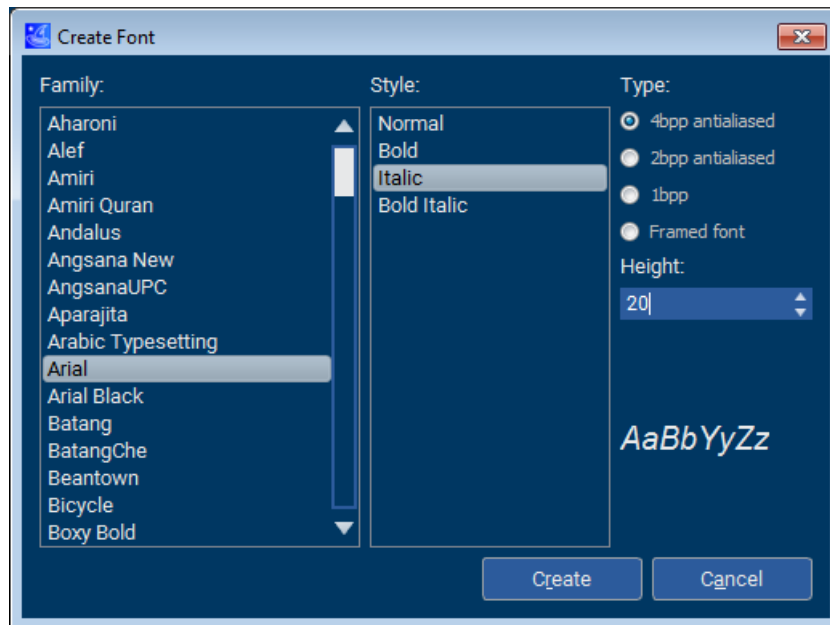 Create Font
Family:
Aharoni
Alef
Amiri
Amiri Quran
Andalus
Angsana New
AngsanaUPC
Aparajita
Arabic Typesetting
Arial
Arial Black
Batang
BatangChe
Beantown
Bicycle
Boxy Bold
Style:
Normal
Bold
Italic
Bold Italic
Type:
4bpp antialiased
2bpp antialiased
1bpp
Framed font
Height:
20
AaBbYyZz
Create
Cancel